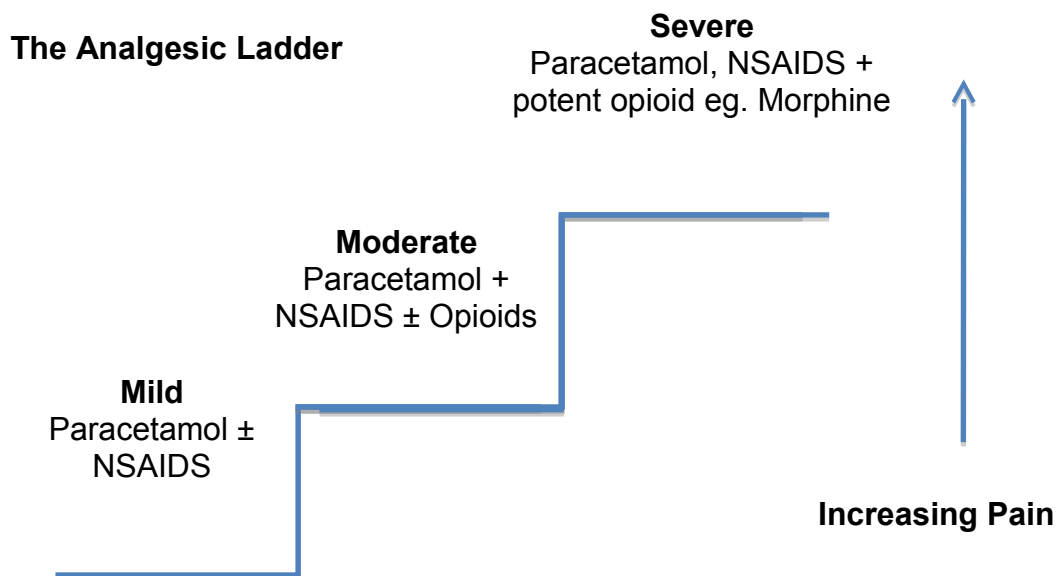 The Analgesic Ladder
Severe
Paracetamol, NSAIDS +
potent opioid eg. Morphine
Moderate
Paracetamol +
NSAIDS ± Opioids
Mild
Paracetamol ±
NSAIDS
Increasing Pain